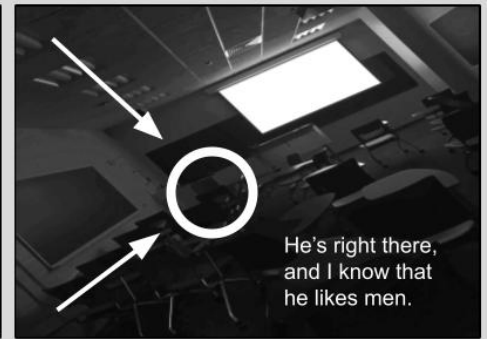 He's right there,
and I know that
he likes men.